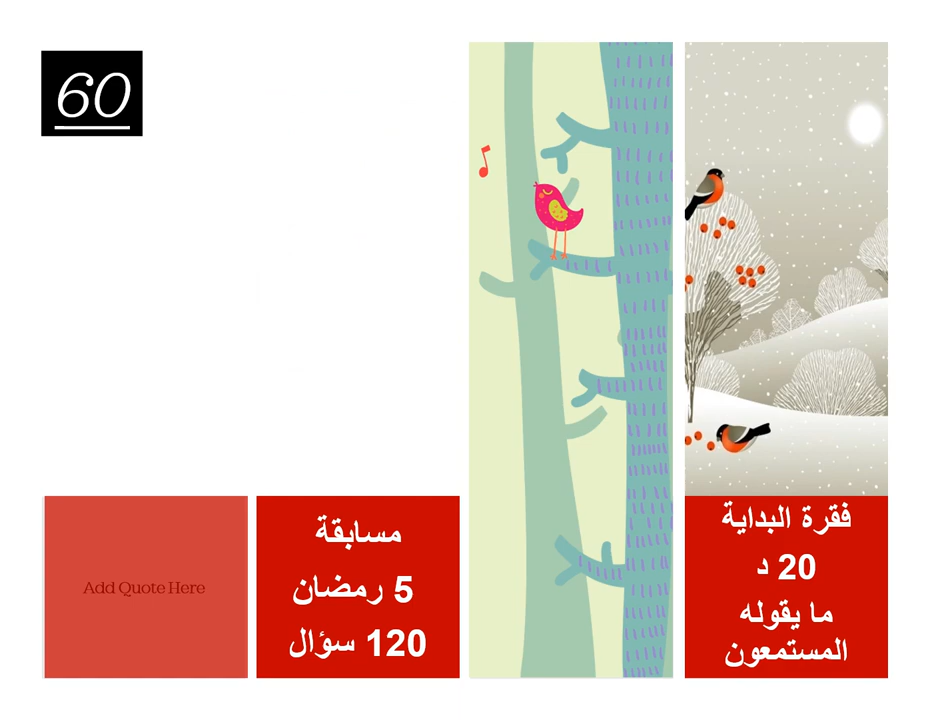 60
Add Quote Here
مسابقة
5 رمضان
120 سؤال
فقرة البداية
20 د
ما يقوله
المستمعون